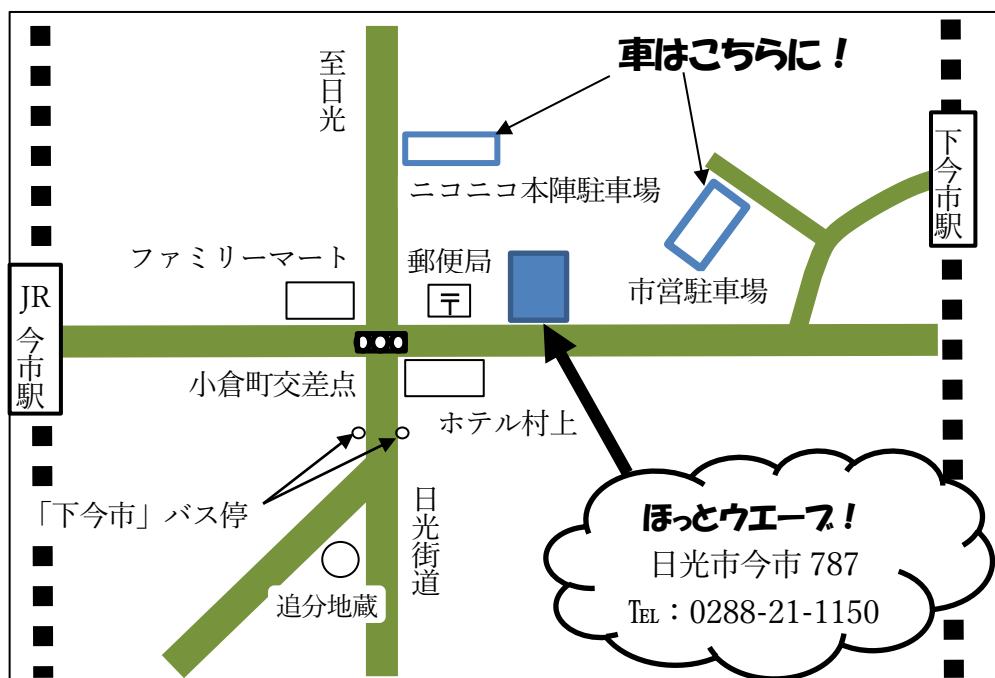 車はこちらに！
至日光
下今市駅
ニコニコ本陣駐車場
ファミリーマート
郵便局
〒
市営駐車場
JR今市駅
小倉町交差点
ホテル村上
「下今市」バス停
日光街道
追分地蔵
ほっとウエーブ！
日光市今市 787
℡：0288-21-1150